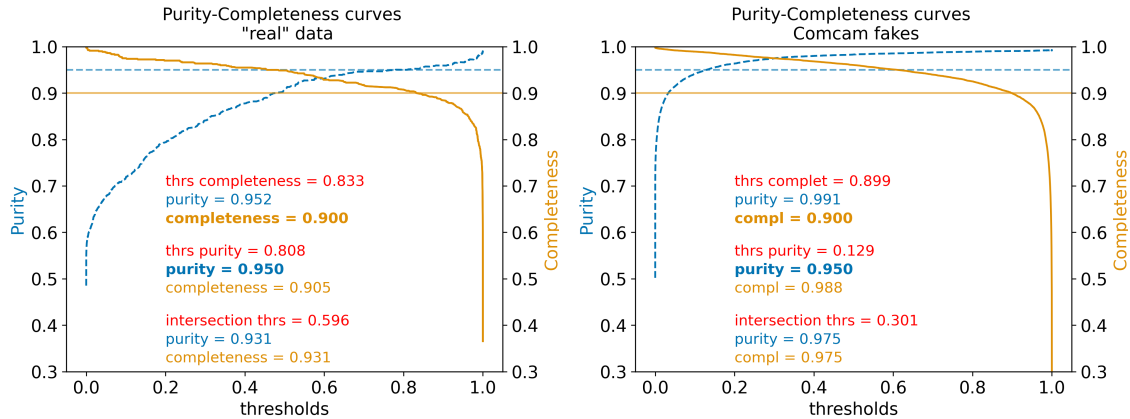 Purity-Completeness curves
"real" data
1.0
0.9
0.8
0.7
0.6
0.5
0.4
0.3
Purity
thrs completeness = 0.833
purity = 0.952
completeness = 0.900
thrs purity = 0.808
purity = 0.950
completeness = 0.905
intersection thrs = 0.596
purity = 0.931
completeness = 0.931
1.0
0.9
0.8
0.7
0.6
0.5
0.4
0.3
Completeness
0.0 0.2 0.4 0.6 0.8 1.0
thresholds
Purity-Completeness curves
Comcam fakes
1.0
0.9
0.8
0.7
0.6
0.5
0.4
0.3
Purity
thrs complet = 0.899
purity = 0.991
compl = 0.900
thrs purity = 0.129
purity = 0.950
compl = 0.988
intersection thrs = 0.301
purity = 0.975
compl = 0.975
1.0
0.9
0.8
0.7
0.6
0.5
0.4
0.3
Completeness
0.0 0.2 0.4 0.6 0.8 1.0
thresholds